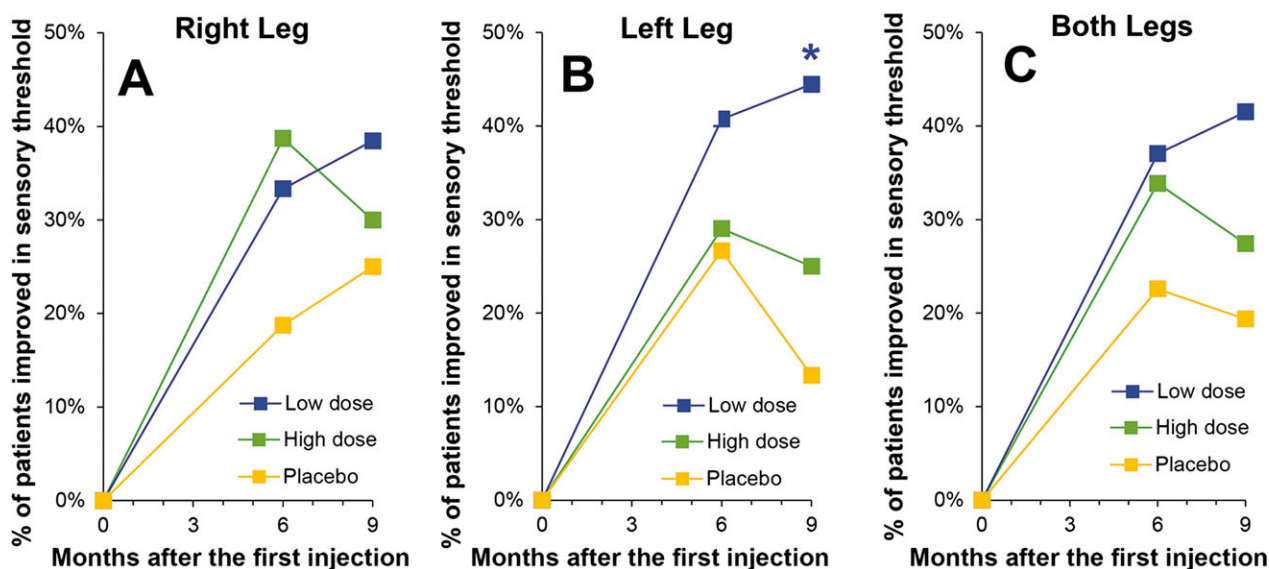 Right Leg
A
% of patients improved in sensory threshold
50%
40%
30%
20%
10%
0%
0
3
6
9
Low dose
High dose
Placebo
Months after the first injection
Left Leg
B
*
% of patients improved in sensory threshold
50%
40%
30%
20%
10%
0%
0
3
6
9
Low dose
High dose
Placebo
Months after the first injection
Both Legs
C
% of patients improved in sensory threshold
50%
40%
30%
20%
10%
0%
0
3
6
9
Low dose
High dose
Placebo
Months after the first injection